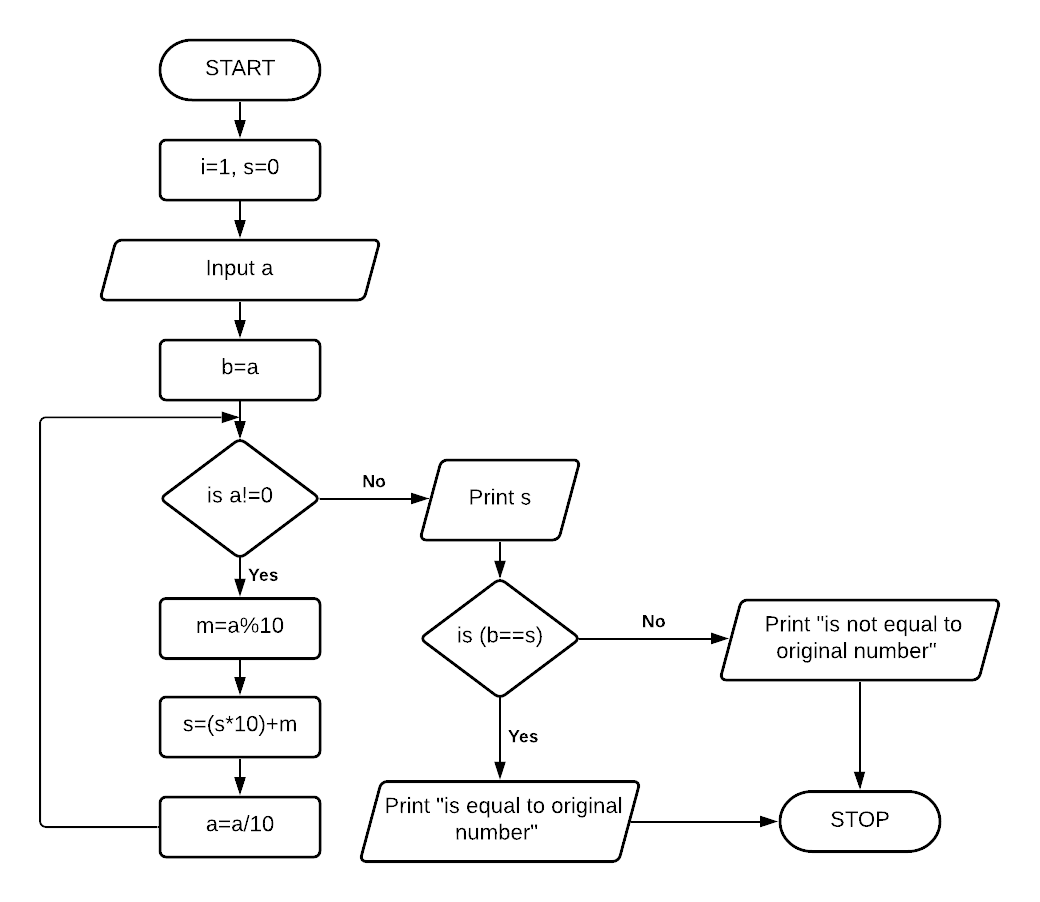 START
i=1, s=0
Input a
b=a
is a!=0
No
Print s
Yes
m=a%10
s=(s*10)+m
a=a/10
is (b==s)
No
Print "is not equal to
original number"
Yes
Print "is equal to original
number"
STOP